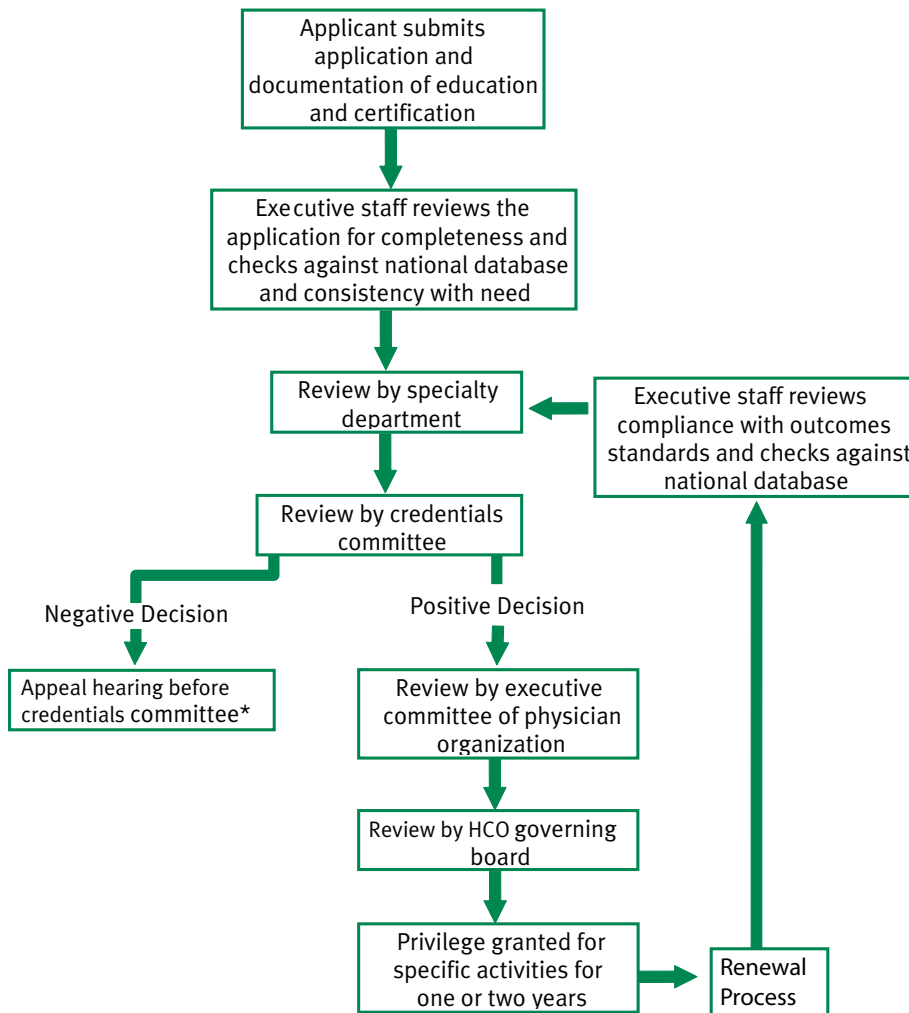 Applicant submits
application and
documentation of education
and certification
Executive staff reviews the
application for completeness and
checks against national database
and consistency with need
Review by specialty
department
Executive staff reviews
compliance with outcomes
standards and checks against
national database
Review by credentials
committee
Negative Decision
Positive Decision
Appeal hearing before
credentials committee*
Review by executive
committee of physician
organization
Review by HCO governing
board
Privilege granted for
specific activities for
one or two years
Renewal
Process